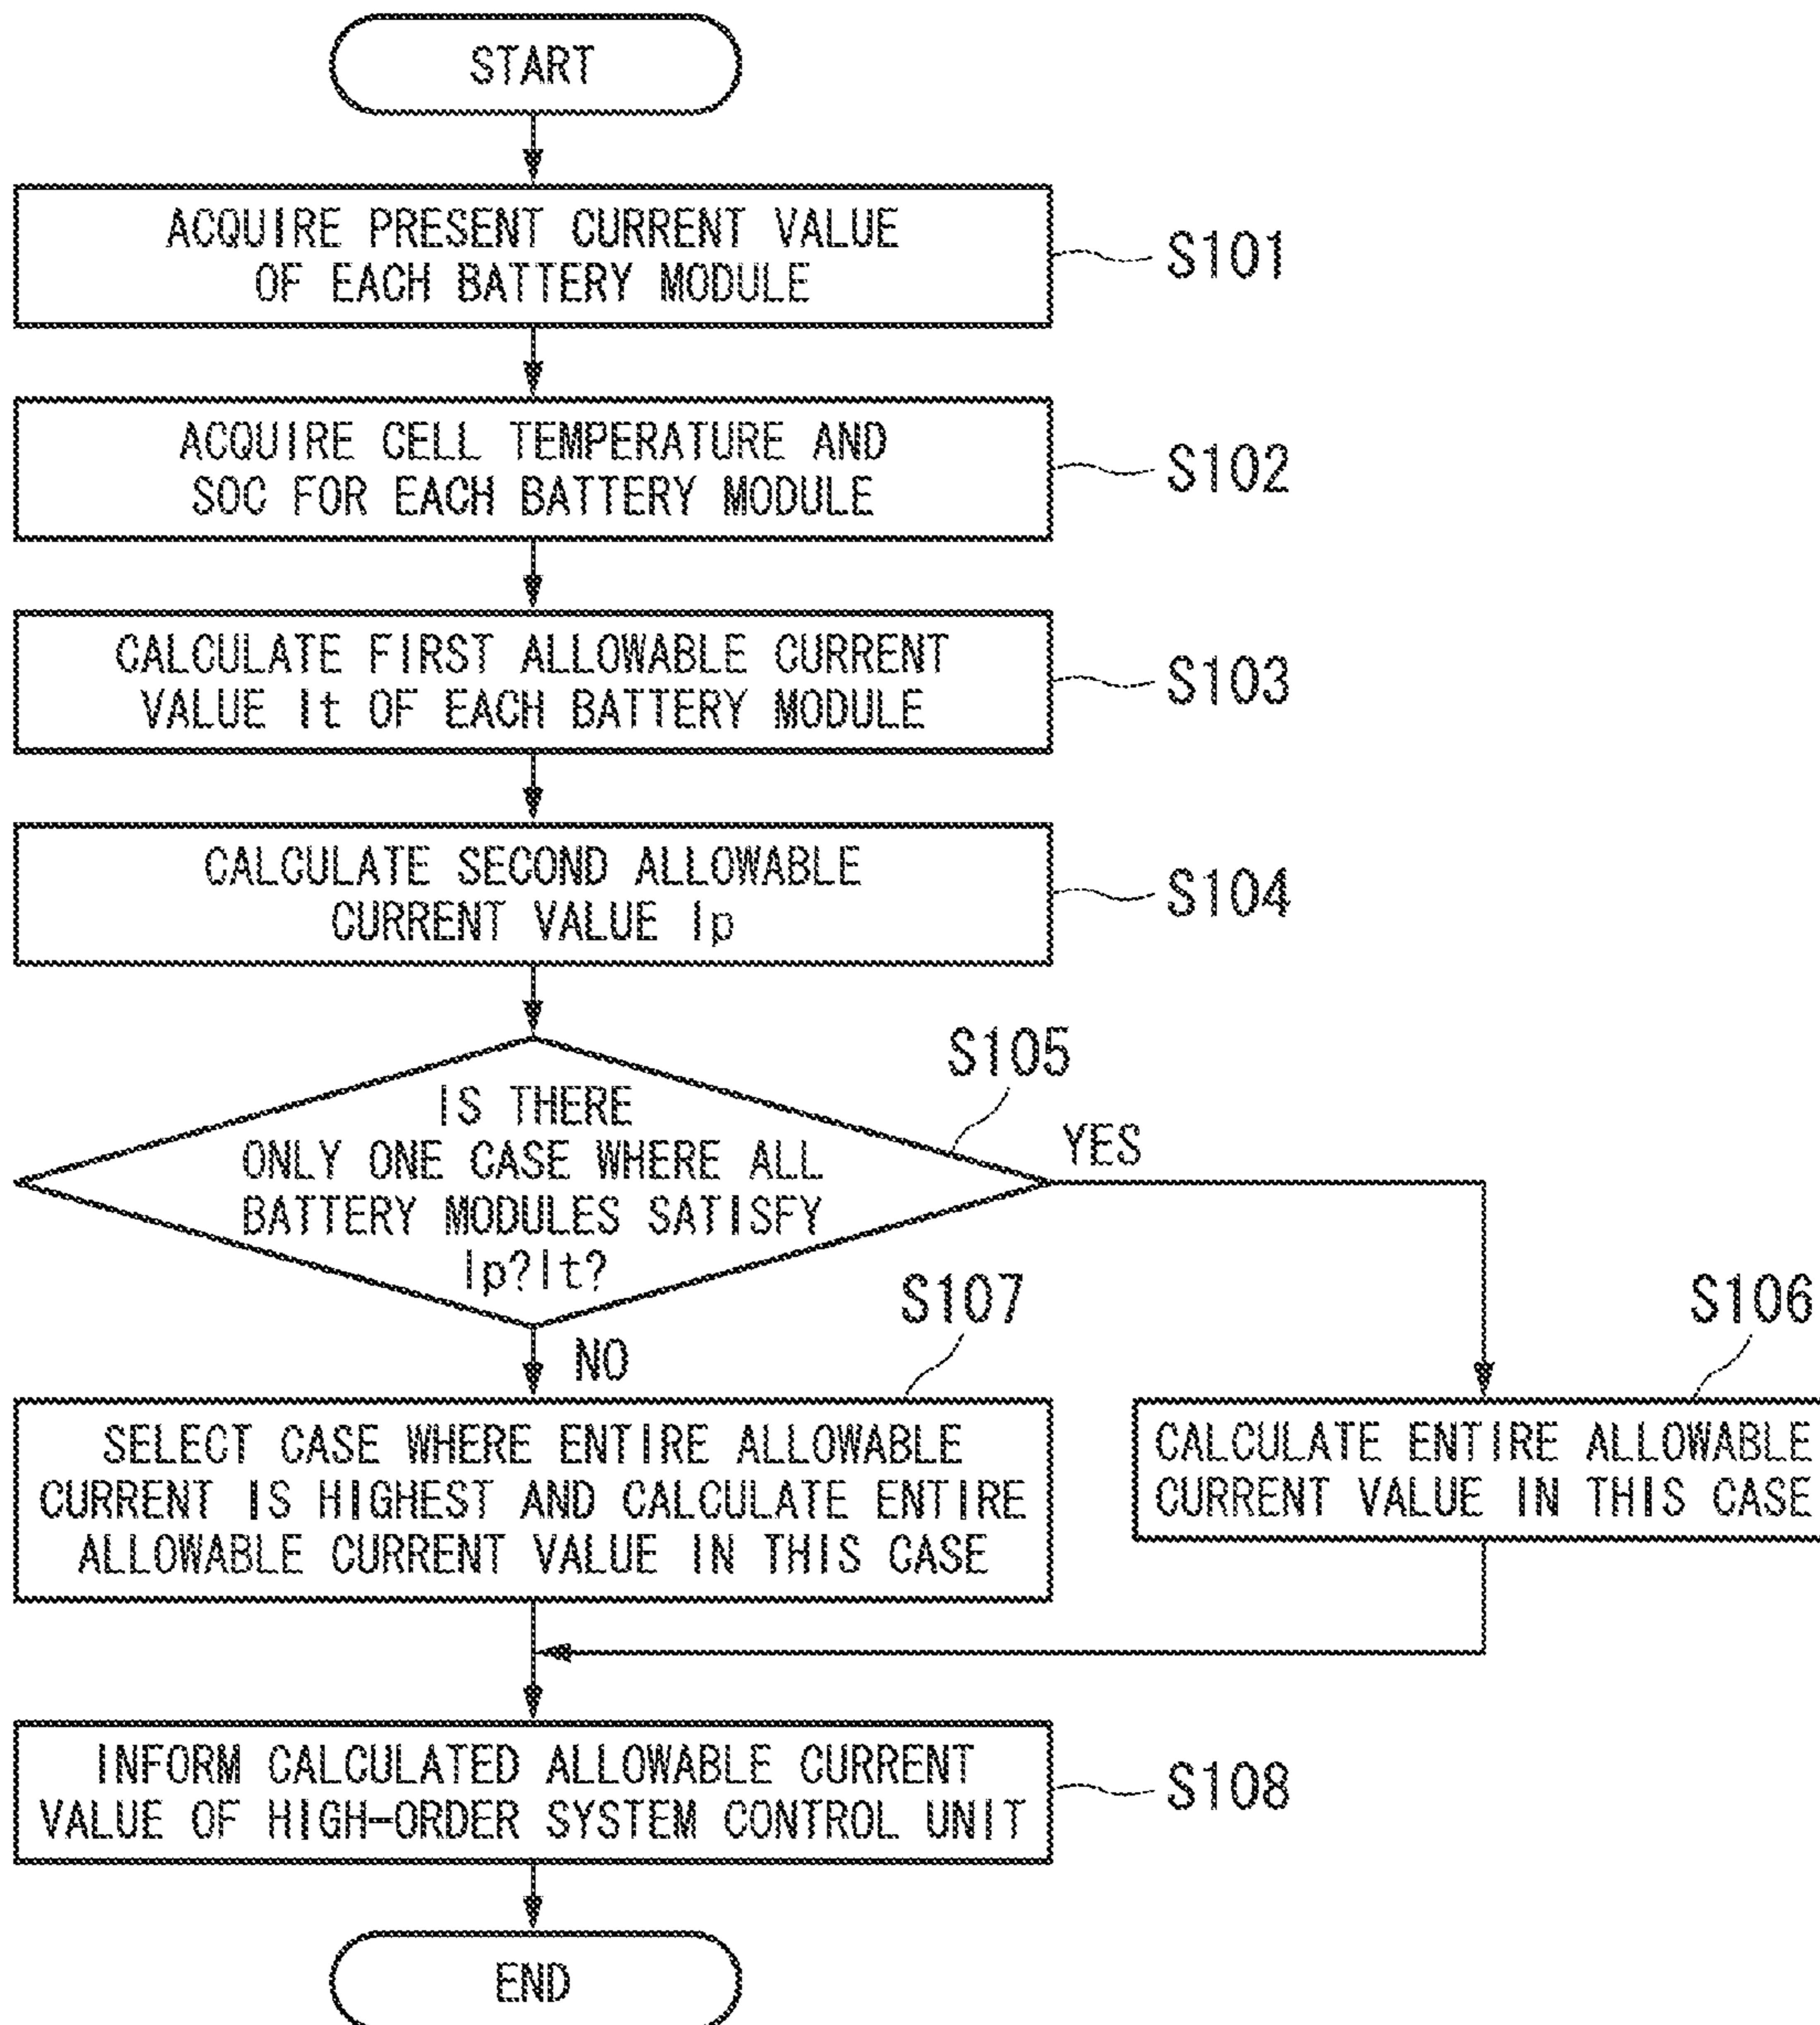 START
ACQUIRE PRESENT CURRENT VALUE
OF EACH BATTERY MODULE
S101
ACQUIRE CELL TEMPERATURE AND
SOC FOR EACH BATTERY MODULE
S102
CALCULATE FIRST ALLOWABLE CURRENT
VALUE It OF EACH BATTERY MODULE
S103
CALCULATE SECOND ALLOWABLE
CURRENT VALUE Ip
S104
S105
IS THERE
ONLY ONE CASE WHERE ALL
BATTERY MODULES SATISFY
Ip?It?
YES
NO
S107
SELECT CASE WHERE ENTIRE ALLOWABLE
CURRENT IS HIGHEST AND CALCULATE ENTIRE
ALLOWABLE CURRENT VALUE IN THIS CASE
S106
CALCULATE ENTIRE ALLOWABLE
CURRENT VALUE IN THIS CASE
INFORM CALCULATED ALLOWABLE CURRENT
VALUE OF HIGH-ORDER SYSTEM CONTROL UNIT
S108
END